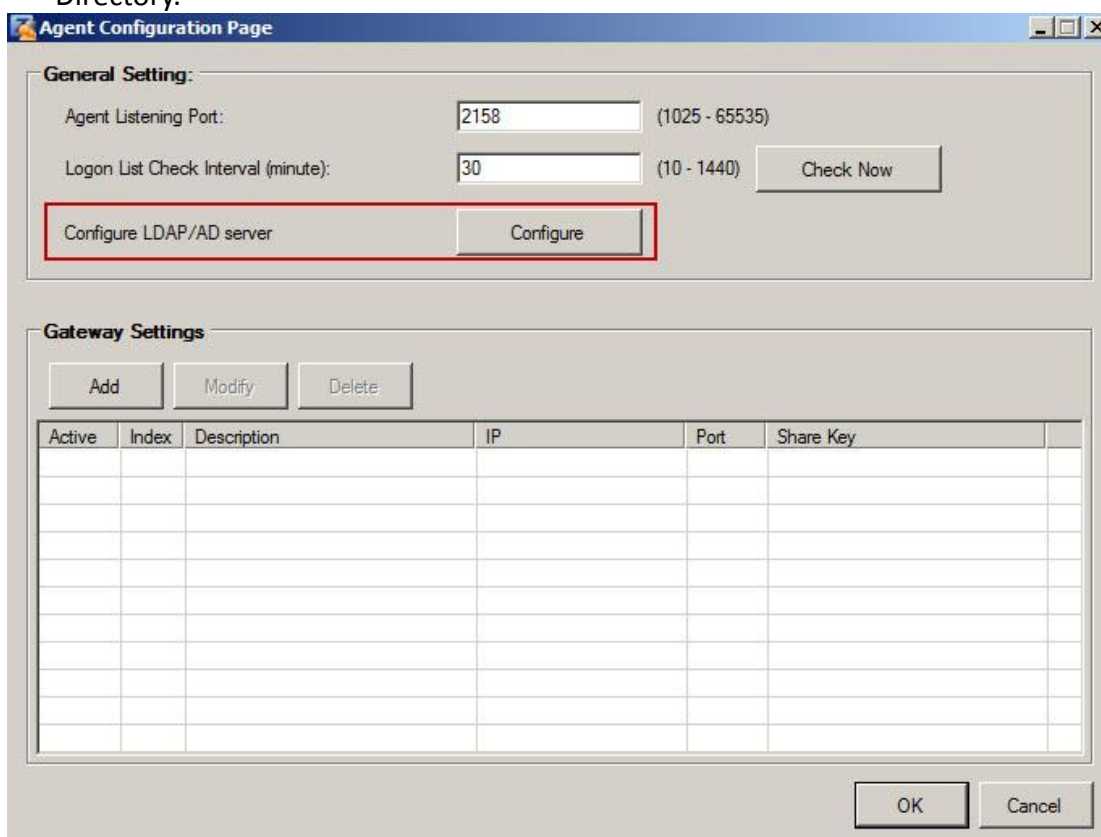 Directory.
Agent Configuration Page
General Setting:
Agent Listening Port: 2158 (1025 - 65535)
Logon List Check Interval (minute): 30 (10 - 1440) Check Now
Configure LDAP/AD server Configure
Gateway Settings
Add Modify Delete
Active Index Description IP Port Share Key
OK Cancel